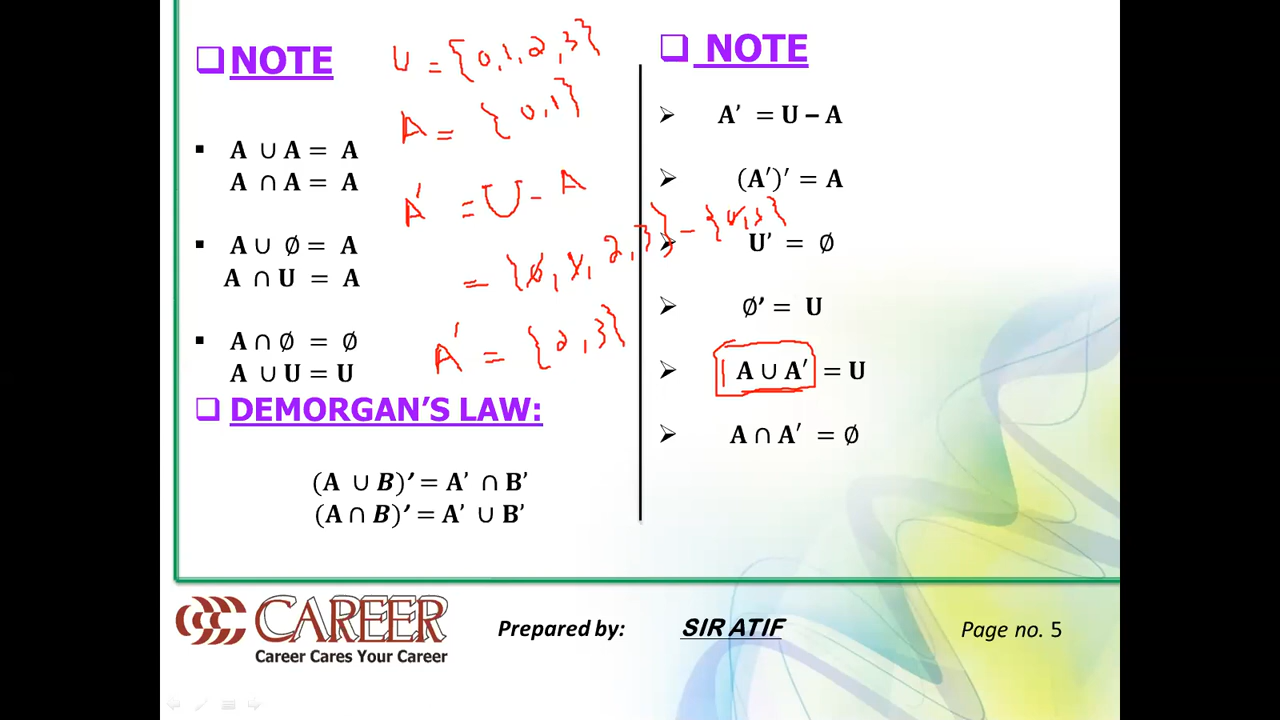 ❑ NOTE
▪ A ∪ A = A
A ∩ A = A
▪ A ∪ ∅ = A
A ∩ U = A
▪ A ∩ ∅ = ∅
A ∪ U = U
❑ DEMORGAN'S LAW:
(A ∪ B)' = A' ∩ B'
(A ∩ B)' = A' ∪ B'
U = {0,1,2,3}
A = {0,1}
A' = U - A
= {0,1,2,3} - {0,1}
A' = {2,3}
❑ NOTE
➢ A' = U – A
➢ (A')' = A
➢ U' = ∅
➢ ∅' = U
➢ A ∪ A' = U
➢ A ∩ A' = ∅
CAREER
Career Cares Your Career
Prepared by: SIR ATIF
Page no. 5